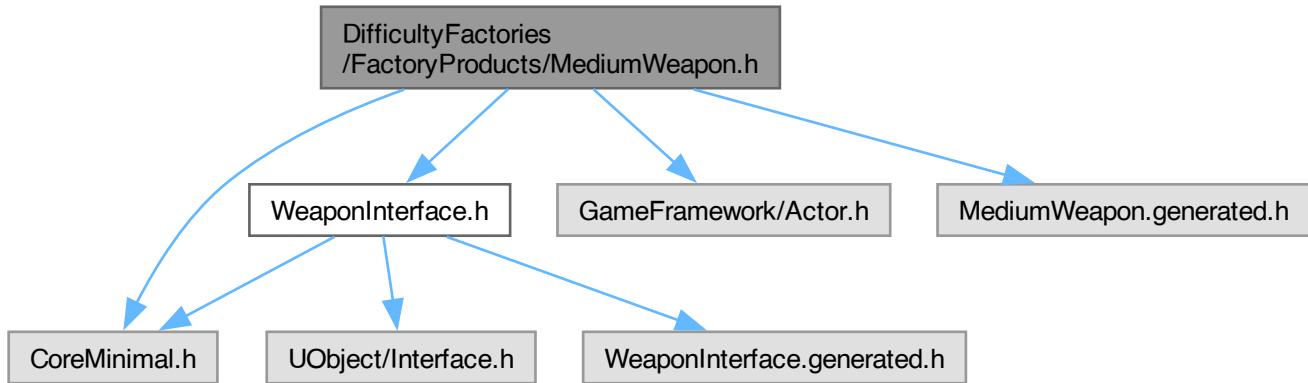 DifficultyFactories
/FactoryProducts/MediumWeapon.h
WeaponInterface.h
GameFramework/Actor.h
MediumWeapon.generated.h
CoreMinimal.h
UObject/Interface.h
WeaponInterface.generated.h